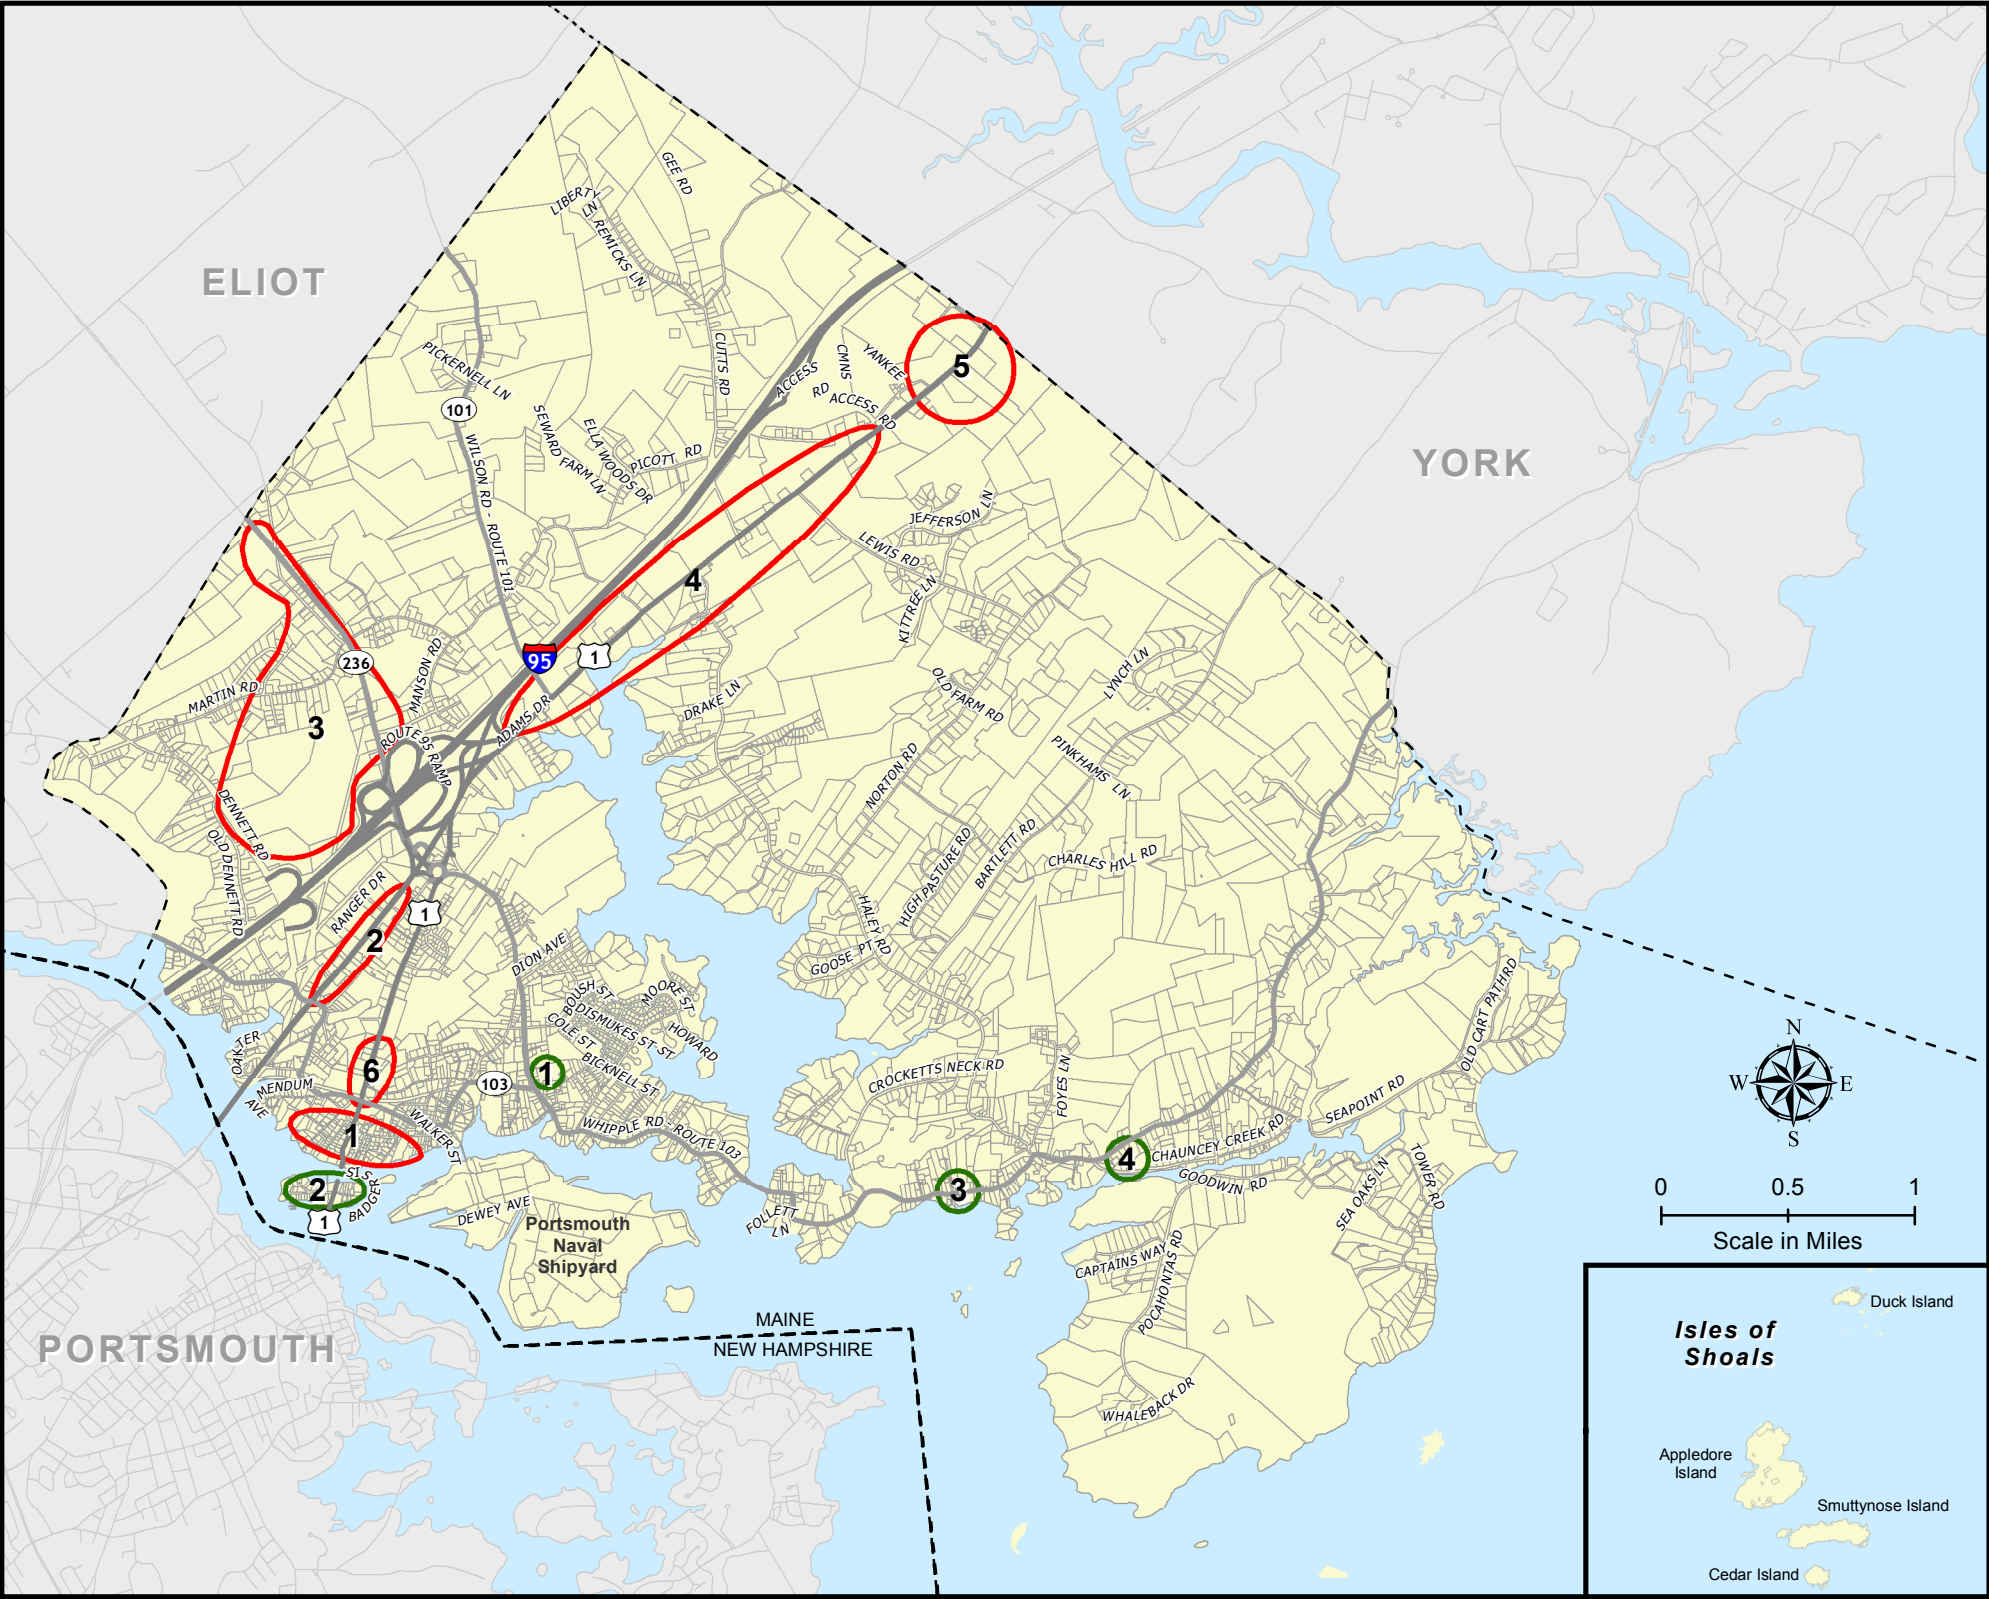 ELIOT
YORK
PORTSMOUTH
GEE RD
LIBERTY
LN
REMICKS LN
PICKERNELL LN
101
CUTTS RD
ACCESS
RD
CMNS
YANKEE
ACCESS RD
5
SEWARD FARM LN
ELLA WOODS DR
PICOTT RD
WILSON RD - ROUTE 101
JEFFERSON LN
LEWIS RD
KITTREE LN
4
95
1
236
MANSON RD
MARTIN RD
3
ROUTE 95 RAMP
ADAMS DR
DRAKE LN
OLD FARM RD
LYNCH LN
PINKHAMS LN
NORTON RD
DENNETT RD
OLD DENNETT RD
HIGH PASTURE RD
BARTLETT RD
CHARLES HILL RD
RANGER DR
1
2
HALEY RD
GOOSE PT
DION AVE
BOUSH ST
MOORE ST
DISMUKES ST
COLE ST
ST
HOWARD
BICKNELL ST
OLD CART PATH RD
OAK TER
MENDUM
AVE
6
103
1
CROCKETTS NECK RD
FOYES LN
SEAPOINT RD
WALKER ST
1
WHIPPLE RD - ROUTE 103
CHAUNCEY CREEK RD
4
GOODWIN RD
TOWER RD
SEA OAKS LN
2
BADGERS
IS
1
DEWEY AVE
FOLLETT
LN
3
Portsmouth
Naval
Shipyard
CAPTAINS WAY
POCAHONTAS RD
WHALEBACK DR
MAINE
NEW HAMPSHIRE
N
W
E
S
0
0.5
1
Scale in Miles
Isles of
Shoals
Duck Island
Appledore
Island
Smuttynose Island
Cedar Island